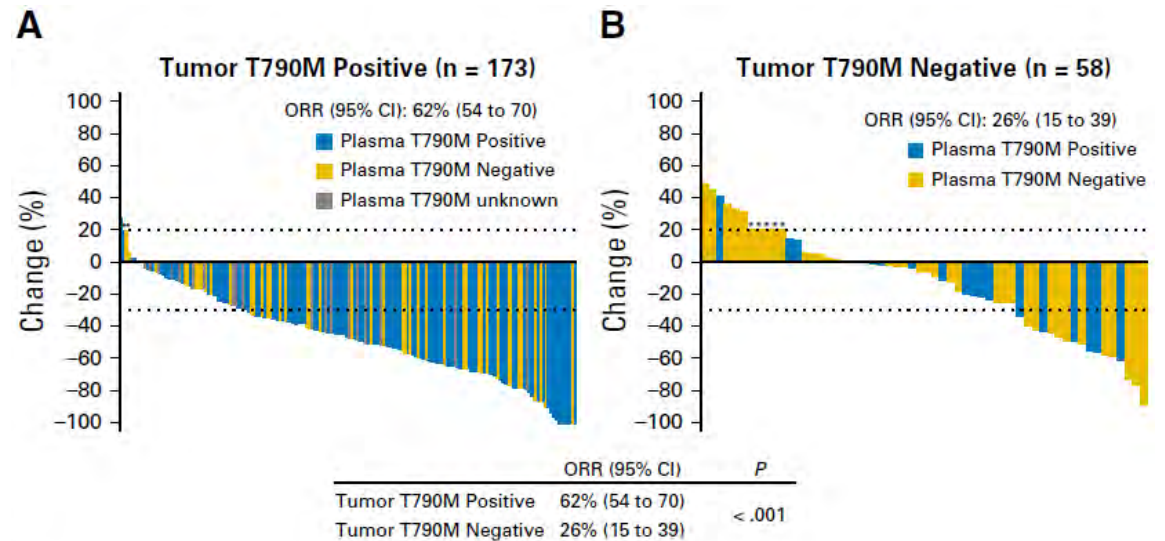 A
Tumor T790M Positive (n = 173)
ORR (95% CI): 62% (54 to 70)
Plasma T790M Positive
Plasma T790M Negative
Plasma T790M unknown
Change (%)
100
80
60
40
20
0
–20
–40
–60
–80
–100
**
B
Tumor T790M Negative (n = 58)
ORR (95% CI): 26% (15 to 39)
Plasma T790M Positive
Plasma T790M Negative
Change (%)
100
80
60
40
20
0
–20
–40
–60
–80
–100
*****
ORR (95% CI) P
Tumor T790M Positive 62% (54 to 70)
< .001
Tumor T790M Negative 26% (15 to 39)